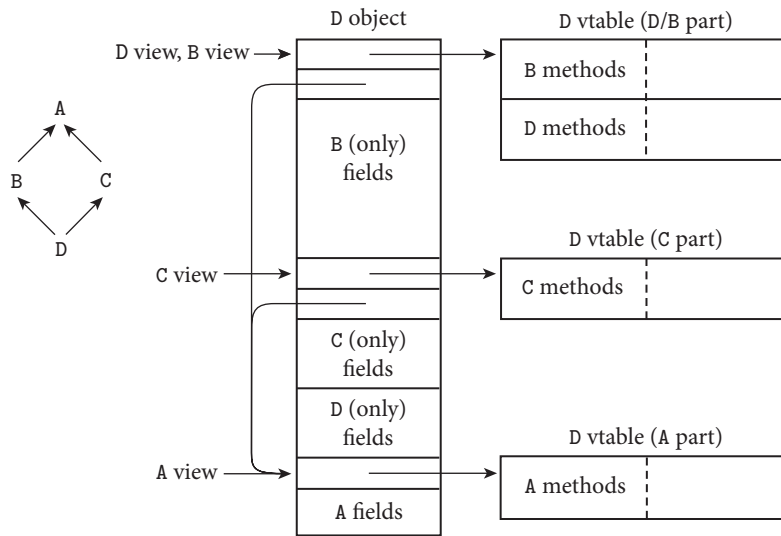 D object
D vtable (D/B part)
D view, B view
B methods
D methods
A
B C
D
B (only)
fields
D vtable (C part)
C view
C methods
C (only)
fields
D (only)
fields
D vtable (A part)
A view
A methods
A fields